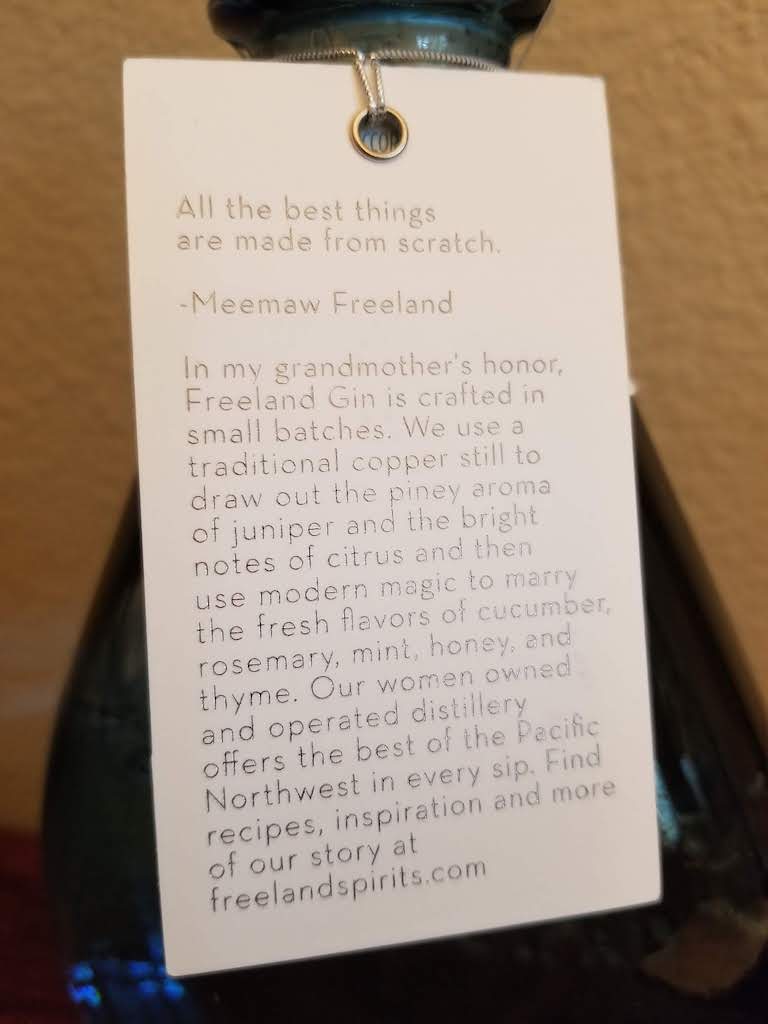 All the best things
are made from scratch.
-Meemaw Freeland
In my grandmother's honor,
Freeland Gin is crafted in
small batches. We use a
traditional copper still to
draw out the piney aroma
of juniper and the bright
notes of citrus and then
use modern magic to marry
the fresh flavors of cucumber,
rosemary, mint, honey, and
thyme. Our women owned
and operated distillery
offers the best of the Pacific
Northwest in every sip. Find
recipes, inspiration and more
of our story at
freelandspirits.com